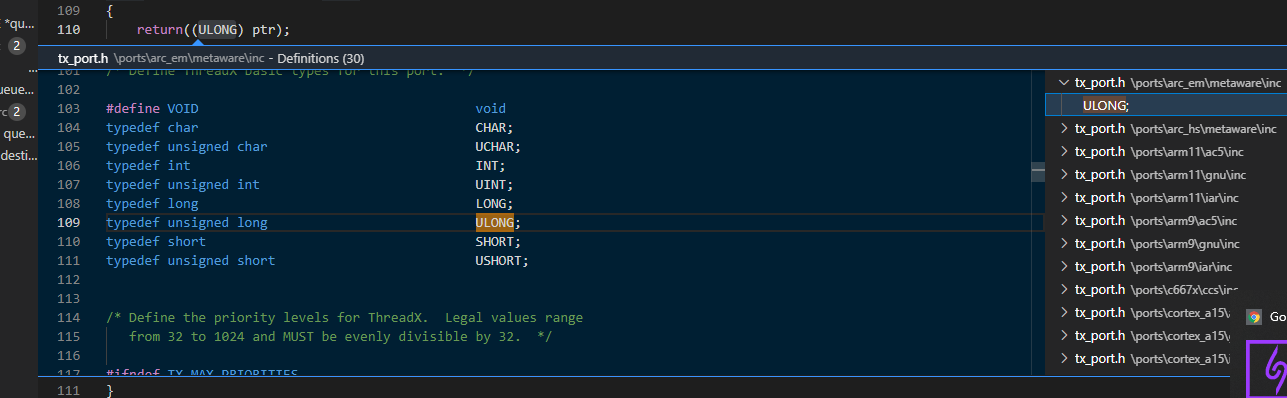 109 {
*que...
110 return((ULONG) ptr);
2
tx_port.h \ports\arc_em\metaware\inc - Definitions (30)
101 /* Define ThreadX basic types for this port. */
102
103 #define VOID void
104 typedef char CHAR;
105 typedef unsigned char UCHAR;
106 typedef int INT;
107 typedef unsigned int UINT;
108 typedef long LONG;
109 typedef unsigned long ULONG;
110 typedef short SHORT;
111 typedef unsigned short USHORT;
112
113
114 /* Define the priority levels for ThreadX. Legal values range
115 from 32 to 1024 and MUST be evenly divisible by 32. */
116
117 #ifndef TX_MAX_PRIORITIES
111 }
...
ueue...
rc 2
que...
desti...
tx_port.h \ports\arc_em\metaware\inc
ULONG;
tx_port.h \ports\arc_hs\metaware\inc
tx_port.h \ports\arm11\ac5\inc
tx_port.h \ports\arm11\gnu\inc
tx_port.h \ports\arm11\iar\inc
tx_port.h \ports\arm9\ac5\inc
tx_port.h \ports\arm9\gnu\inc
tx_port.h \ports\arm9\iar\inc
tx_port.h \ports\c667x\ccs\inc
tx_port.h \ports\cortex_a15\
tx_port.h \ports\cortex_a15\
tx_port.h \ports\cortex_a15\i
Go